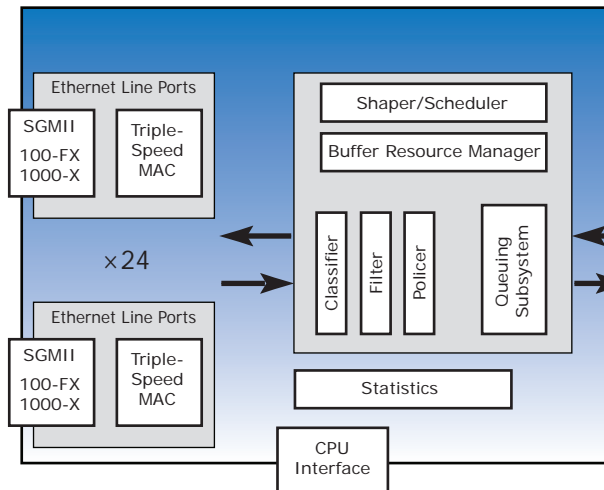 Ethernet Line Ports
SGMII
100-FX
1000-X
Triple-
Speed
MAC
×24
Ethernet Line Ports
SGMII
100-FX
1000-X
Triple-
Speed
MAC
Shaper/Scheduler
Buffer Resource Manager
Classifier
Filter
Policer
Queuing
Subsystem
Statistics
CPU
Interface